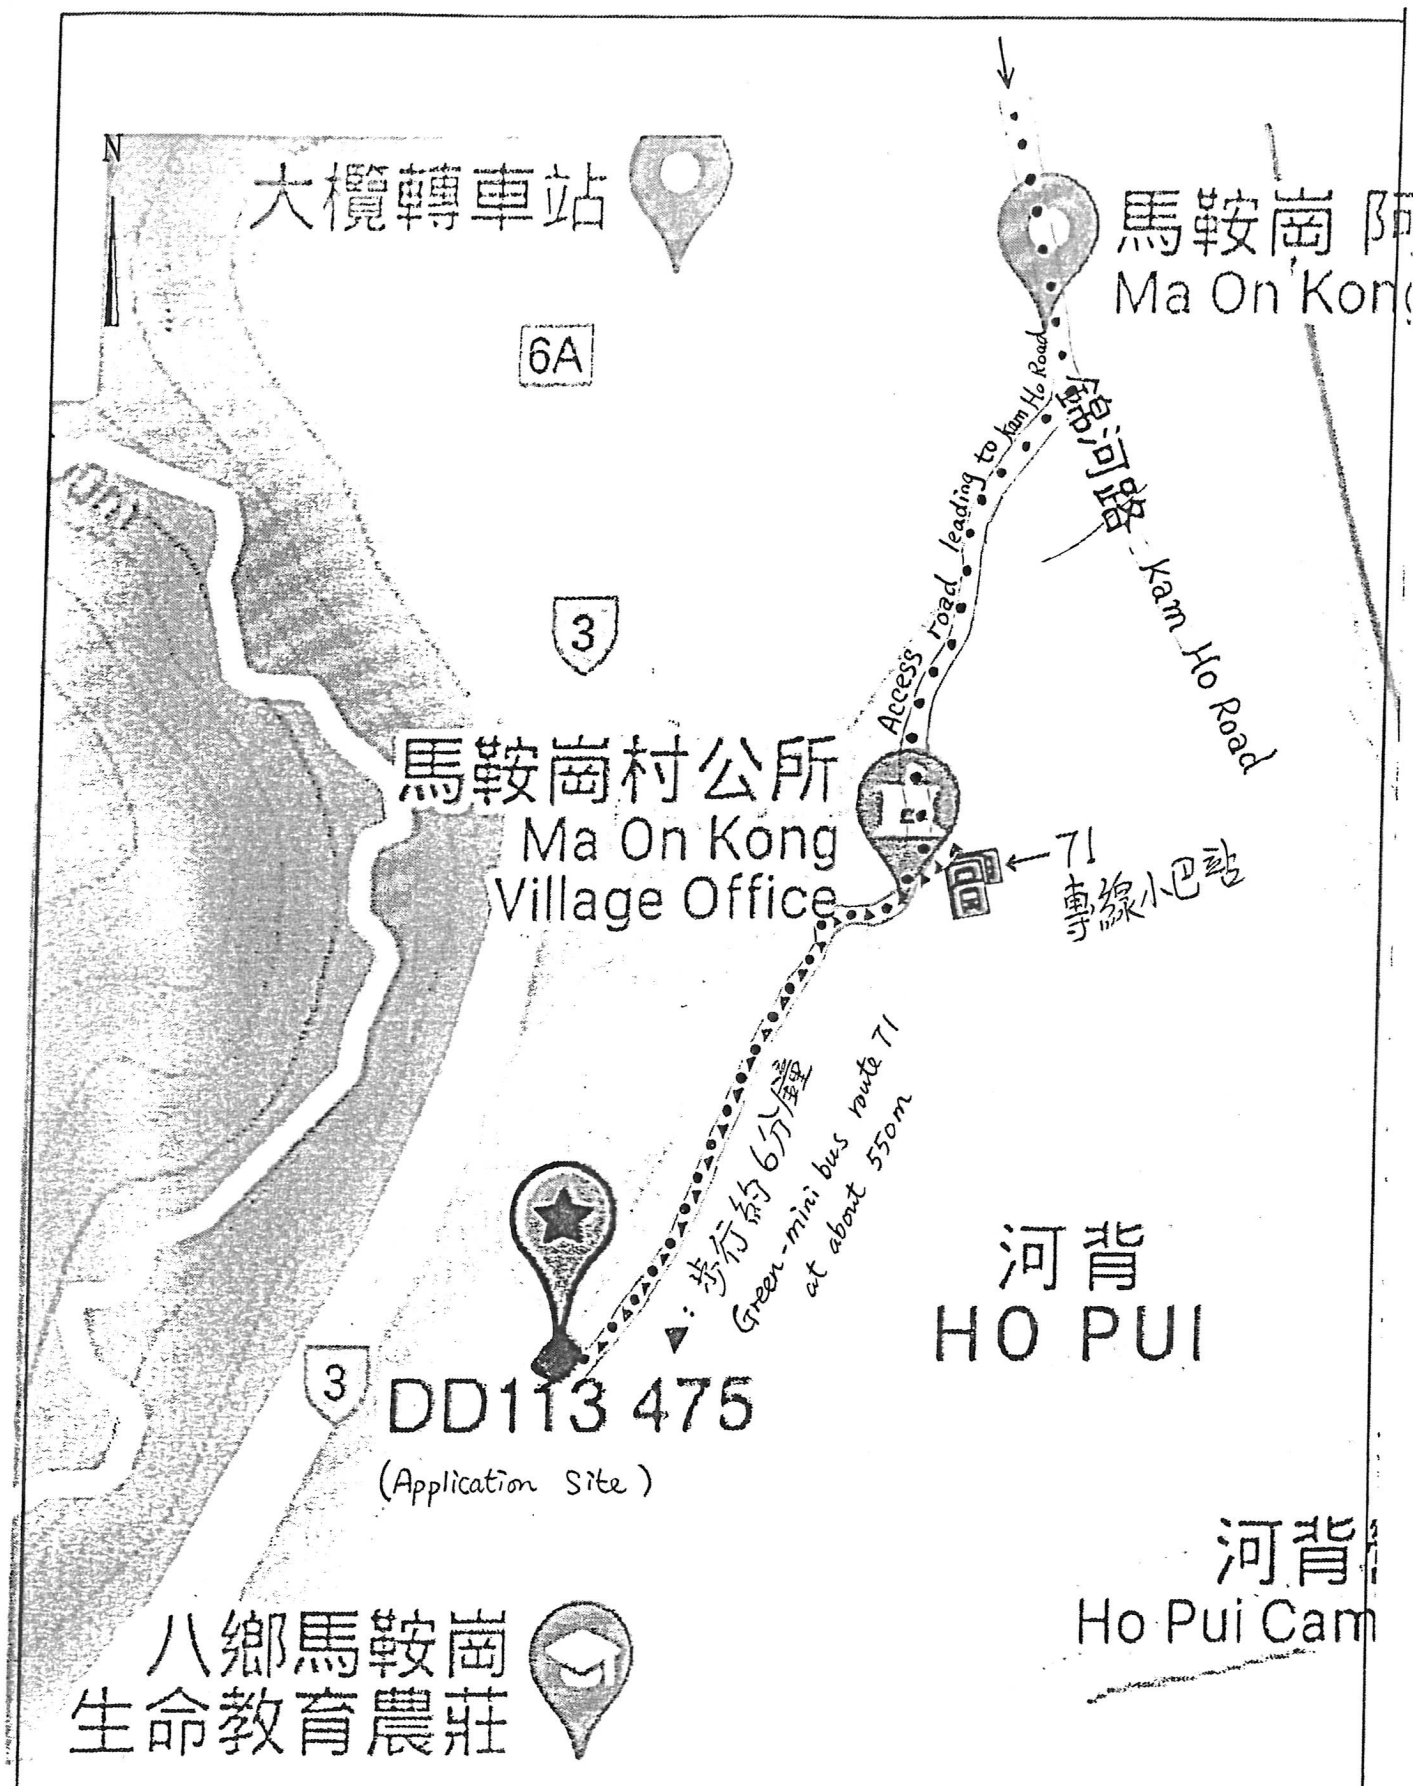 N
大欖轉車站
馬鞍崗 阿
Ma On Kong
6A
Access road leading to Kam Ho Road
錦河路
Kam Ho Road
3
馬鞍崗村公所
Ma On Kong
Village Office
71
專線小巴站
: 步行約6分鐘
Green-mini bus route 71
at about 550m
河背
HO PUI
3
DD113 475
(Application Site)
河背
Ho Pui Cam
八鄉馬鞍崗
生命教育農莊